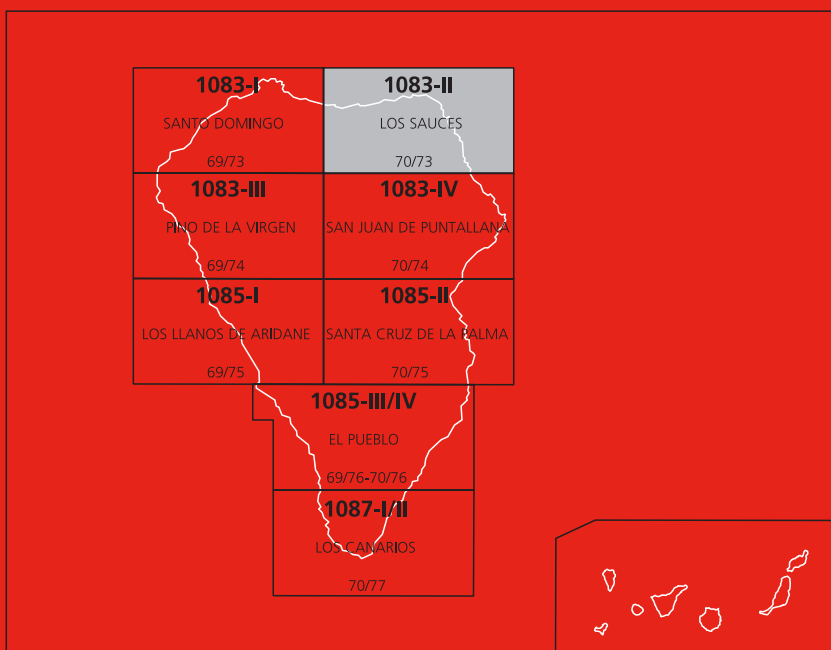 1083-I
SANTO DOMINGO
69/73
1083-II
LOS SAUCES
70/73
1083-III
PINO DE LA VIRGEN
69/74
1083-IV
SAN JUAN DE PUNTALLANA
70/74
1085-I
LOS LLANOS DE ARIDANE
69/75
1085-II
SANTA CRUZ DE LA PALMA
70/75
1085-III/IV
EL PUEBLO
69/76-70/76
1087-I/II
LOS CANARIOS
70/77